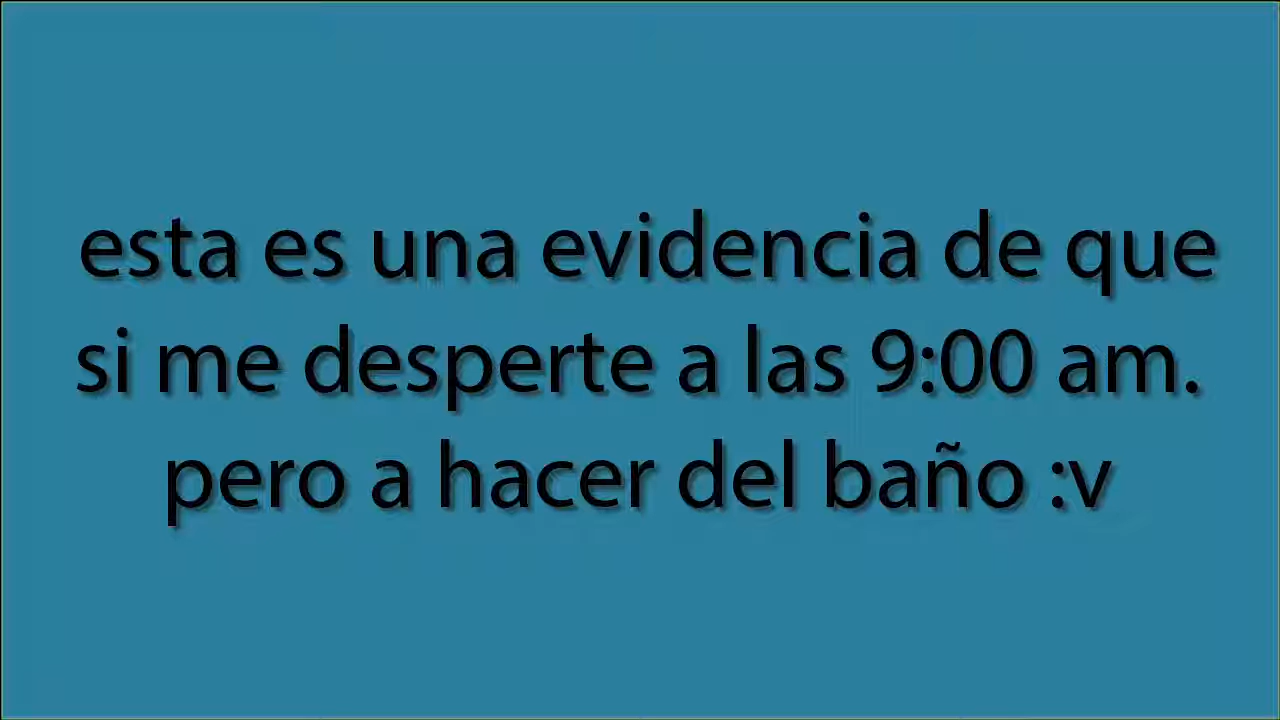 esta es una evidencia de que
si me desperte a las 9:00 am.
pero a hacer del baño :v